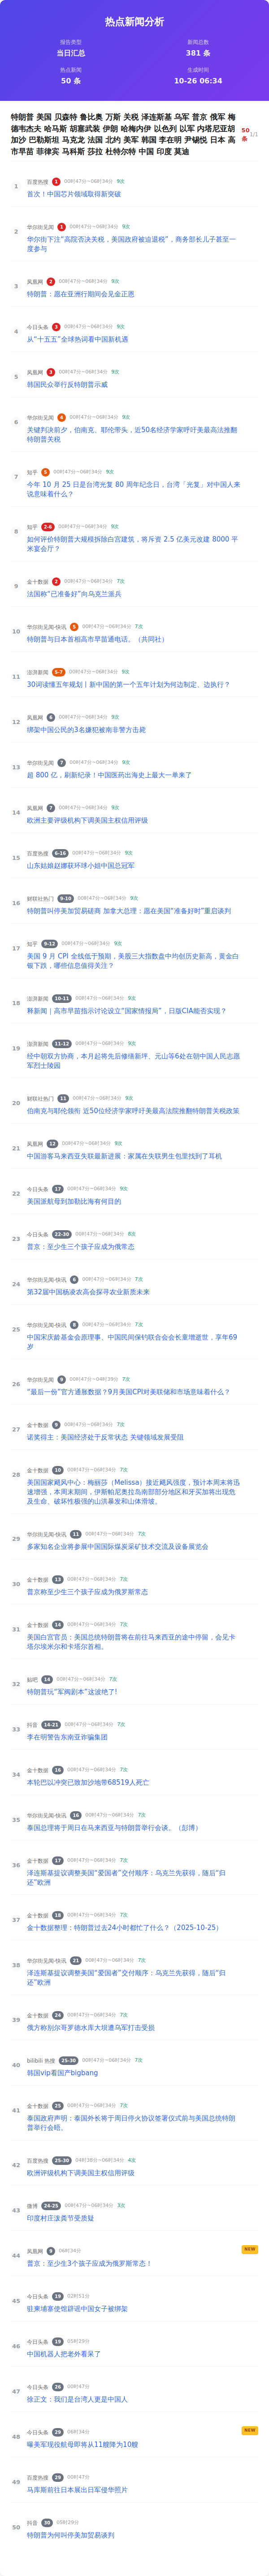 热点新闻分析
报告类型
新闻总数
当日汇总
381 条
热点新闻
生成时间
50 条
10-26 06:34
特朗普 美国 贝森特 鲁比奥 万斯 关税 泽连斯基 乌军 普京 俄军 梅
德韦杰夫 哈马斯 胡塞武装 伊朗 哈梅内伊 以色列 以军 内塔尼亚胡
加沙 巴勒斯坦 马克龙 法国 北约 美军 韩国 李在明 尹锡悦 日本 高
市早苗 菲律宾 马科斯 莎拉 杜特尔特 中国 印度 莫迪
50
条
1/1
1
百度热搜 1 00时47分~06时34分 9次
首次！中国芯片领域取得新突破
2
华尔街见闻 1 00时47分~06时34分 9次
华尔街下注“高院否决关税，美国政府被迫退税”，商务部长儿子甚至一
度参与
3
凤凰网 2 00时47分~06时34分 9次
特朗普：愿在亚洲行期间会见金正恩
4
今日头条 3 00时47分~06时34分 9次
从“十五五”全球热词看中国新机遇
5
凤凰网 3 00时47分~06时34分 9次
韩国民众举行反特朗普示威
6
华尔街见闻 4 00时47分~06时34分 9次
关键判决前夕，伯南克、耶伦带头，近50名经济学家呼吁美最高法推翻
特朗普关税
7
知乎 5 00时47分~06时34分 9次
今年 10 月 25 日是台湾光复 80 周年纪念日，台湾「光复」对中国人来
说意味着什么？
8
知乎 2-6 00时47分~06时34分 9次
如何评价特朗普大规模拆除白宫建筑，将斥资 2.5 亿美元改建 8000 平
米宴会厅？
9
金十数据 2 00时47分~06时34分 7次
法国称“已准备好”向乌克兰派兵
10
华尔街见闻-快讯 5 00时47分~06时34分 7次
特朗普与日本首相高市早苗通电话。（共同社）
11
澎湃新闻 5-7 00时47分~06时34分 9次
30词读懂五年规划丨新中国的第一个五年计划为何边制定、边执行？
12
凤凰网 6 00时47分~06时34分 9次
绑架中国公民的3名嫌犯被南非警方击毙
13
华尔街见闻 7 00时47分~06时34分 9次
超 800 亿，刷新纪录！中国医药出海史上最大一单来了
14
凤凰网 7 00时47分~06时34分 9次
欧洲主要评级机构下调美国主权信用评级
15
百度热搜 6-16 00时47分~06时34分 9次
山东姑娘赵娜获环球小姐中国总冠军
16
财联社热门 9-10 00时47分~06时34分 9次
特朗普叫停美加贸易磋商 加拿大总理：愿在美国“准备好时”重启谈判
17
知乎 9-12 00时47分~06时34分 9次
美国 9 月 CPI 全线低于预期，美股三大指数盘中均创历史新高，黄金白
银下跌，哪些信息值得关注？
18
澎湃新闻 10-11 00时47分~06时34分 9次
释新闻｜高市早苗指示讨论设立“国家情报局”，日版CIA能否实现？
19
澎湃新闻 11-12 00时47分~06时34分 9次
经中朝双方协商，本月起将先后修缮新坪、元山等6处在朝中国人民志愿
军烈士陵园
20
财联社热门 11 00时47分~06时34分 9次
伯南克与耶伦领衔 近50位经济学家呼吁美最高法院推翻特朗普关税政策
21
凤凰网 12 00时47分~06时34分 9次
中国游客马来西亚失联最新进展：家属在失联男生包里找到了耳机
22
今日头条 17 00时47分~06时34分 9次
美国派航母到加勒比海有何目的
23
今日头条 22-30 00时47分~06时34分 8次
普京：至少生三个孩子应成为俄常态
24
华尔街见闻-快讯 6 00时47分~06时34分 7次
第32届中国杨凌农高会探寻农业新质未来
25
华尔街见闻-快讯 8 00时47分~06时34分 7次
中国宋庆龄基金会原理事、中国民间保钓联合会会长童增逝世，享年69
岁
26
华尔街见闻 9 00时47分~04时39分 7次
“最后一份”官方通胀数据？9月美国CPI对美联储和市场意味着什么？
27
金十数据 9 00时47分~06时34分 7次
诺奖得主：美国经济处于反常状态 关键领域发展受阻
28
金十数据 10 00时47分~06时34分 7次
美国国家飓风中心：梅丽莎（Melissa）接近飓风强度，预计本周末将迅
速增强，本周末期间，伊斯帕尼奥拉岛南部部分地区和牙买加将出现危
及生命、破坏性极强的山洪暴发和山体滑坡。
29
华尔街见闻-快讯 11 00时47分~06时34分 7次
多家知名企业将参展中国国际煤炭采矿技术交流及设备展览会
30
金十数据 13 00时47分~06时34分 7次
普京称至少生三个孩子应成为俄罗斯常态
31
金十数据 14 00时47分~06时34分 7次
美国白宫官员：美国总统特朗普将在前往马来西亚的途中停留，会见卡
塔尔埃米尔和卡塔尔首相。
32
贴吧 14 00时47分~06时34分 7次
特朗普玩“军阀剧本”这波绝了!
33
抖音 14-21 00时47分~06时34分 7次
李在明警告东南亚诈骗集团
34
金十数据 16 00时47分~06时34分 7次
本轮巴以冲突已致加沙地带68519人死亡
35
华尔街见闻-快讯 16 00时47分~06时34分 7次
泰国总理将于周日在马来西亚与特朗普举行会谈。（彭博）
36
金十数据 17 00时47分~06时34分 7次
泽连斯基提议调整美国“爱国者”交付顺序：乌克兰先获得，随后“归
还”欧洲
37
金十数据 18 00时47分~06时34分 7次
金十数据整理：特朗普过去24小时都忙了什么？（2025-10-25）
38
华尔街见闻-快讯 21 00时47分~06时34分 7次
泽连斯基提议调整美国“爱国者”交付顺序：乌克兰先获得，随后“归
还”欧洲
39
金十数据 24 00时47分~06时34分 7次
俄方称别尔哥罗德水库大坝遭乌军打击受损
40
bilibili 热搜 25-30 00时47分~06时34分 7次
韩国vip看国产bigbang
41
金十数据 25 00时47分~06时34分 7次
泰国政府声明：泰国外长将于周日停火协议签署仪式前与美国总统特朗
普举行会晤。
42
百度热搜 25-30 04时38分~06时34分 4次
欧洲评级机构下调美国主权信用评级
43
微博 24-25 00时47分~06时34分 3次
印度村庄泼粪节受质疑
44
凤凰网 9 06时34分
NEW
普京：至少生3个孩子应成为俄罗斯常态！
45
今日头条 19 02时51分
驻柬埔寨使馆辟谣中国女子被绑架
46
今日头条 19 05时29分
中国机器人把老外看呆了
47
今日头条 26 00时47分
徐正文：我们是台湾人更是中国人
48
今日头条 29 06时34分
NEW
曝美军现役航母即将从11艘降为10艘
49
百度热搜 29 00时47分
马库斯前往日本展出日军侵华照片
50
抖音 30 05时29分
特朗普为何叫停美加贸易谈判